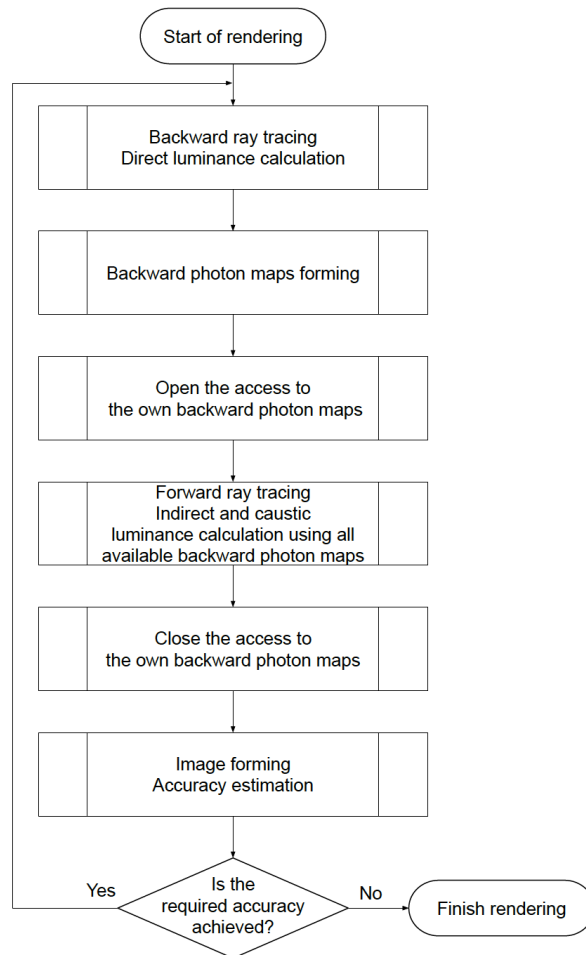 Start of rendering
Backward ray tracing
Direct luminance calculation
Backward photon maps forming
Open the access to
the own backward photon maps
Forward ray tracing
Indirect and caustic
luminance calculation using all
available backward photon maps
Close the access to
the own backward photon maps
Image forming
Accuracy estimation
Yes
Is the
required accuracy
achieved?
No
Finish rendering